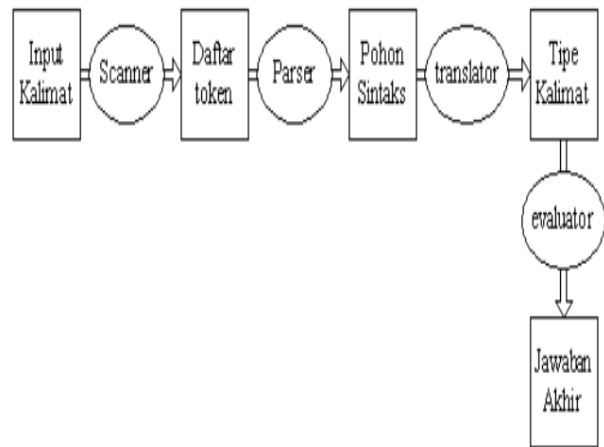 Input
Kalimat
Scanner
Daftar
token
Parser
Pohon
Sintaks
translator
Tipe
Kalimat
evaluator
Jawaban
Akhir